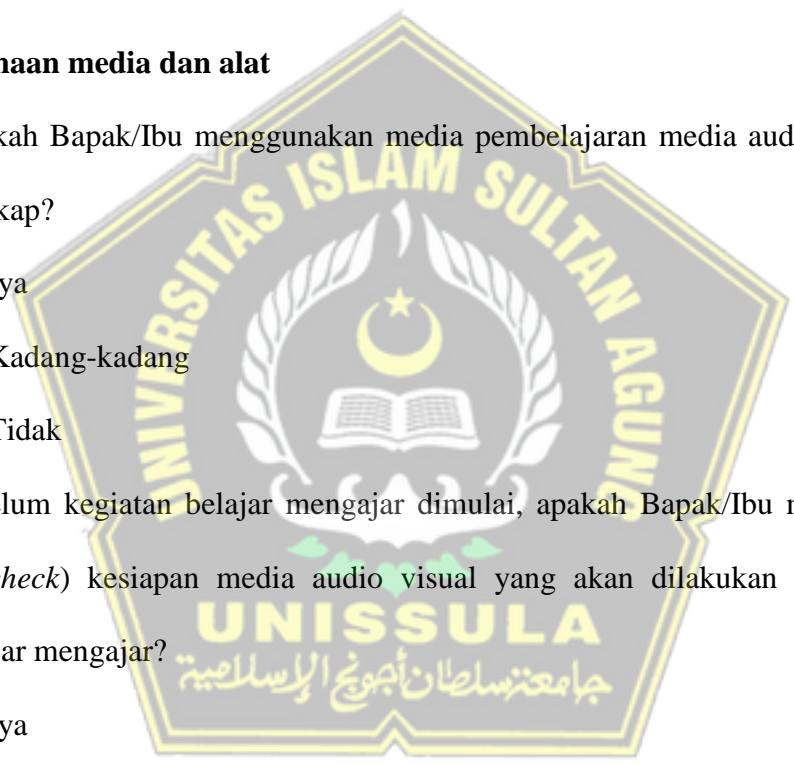 naan media dan alat
kah Bapak/Ibu menggunakan media pembelajaran media aud
kap?
ya
Kadang-kadang
Tidak
lum kegiatan belajar mengajar dimulai, apakah Bapak/Ibu m
heck) kesiapan media audio visual yang akan dilakukan
ar mengajar?
ya
UNIVERSITAS ISLAM SULTAN AGUNG
UNISSULA
جامعة سلطان أجونج الإسلامية